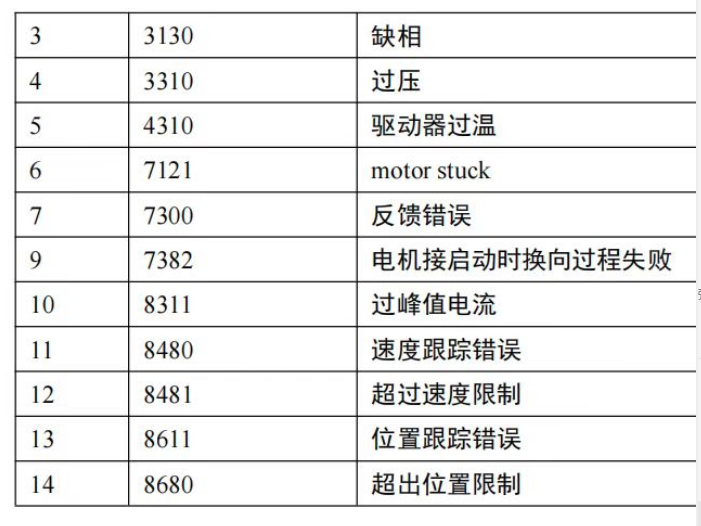 3 3130 缺相
4 3310 过压
5 4310 驱动器过温
6 7121 motor stuck
7 7300 反馈错误
9 7382 电机接启动时换向过程失败
10 8311 过峰值电流
11 8480 速度跟踪错误
12 8481 超过速度限制
13 8611 位置跟踪错误
14 8680 超出位置限制